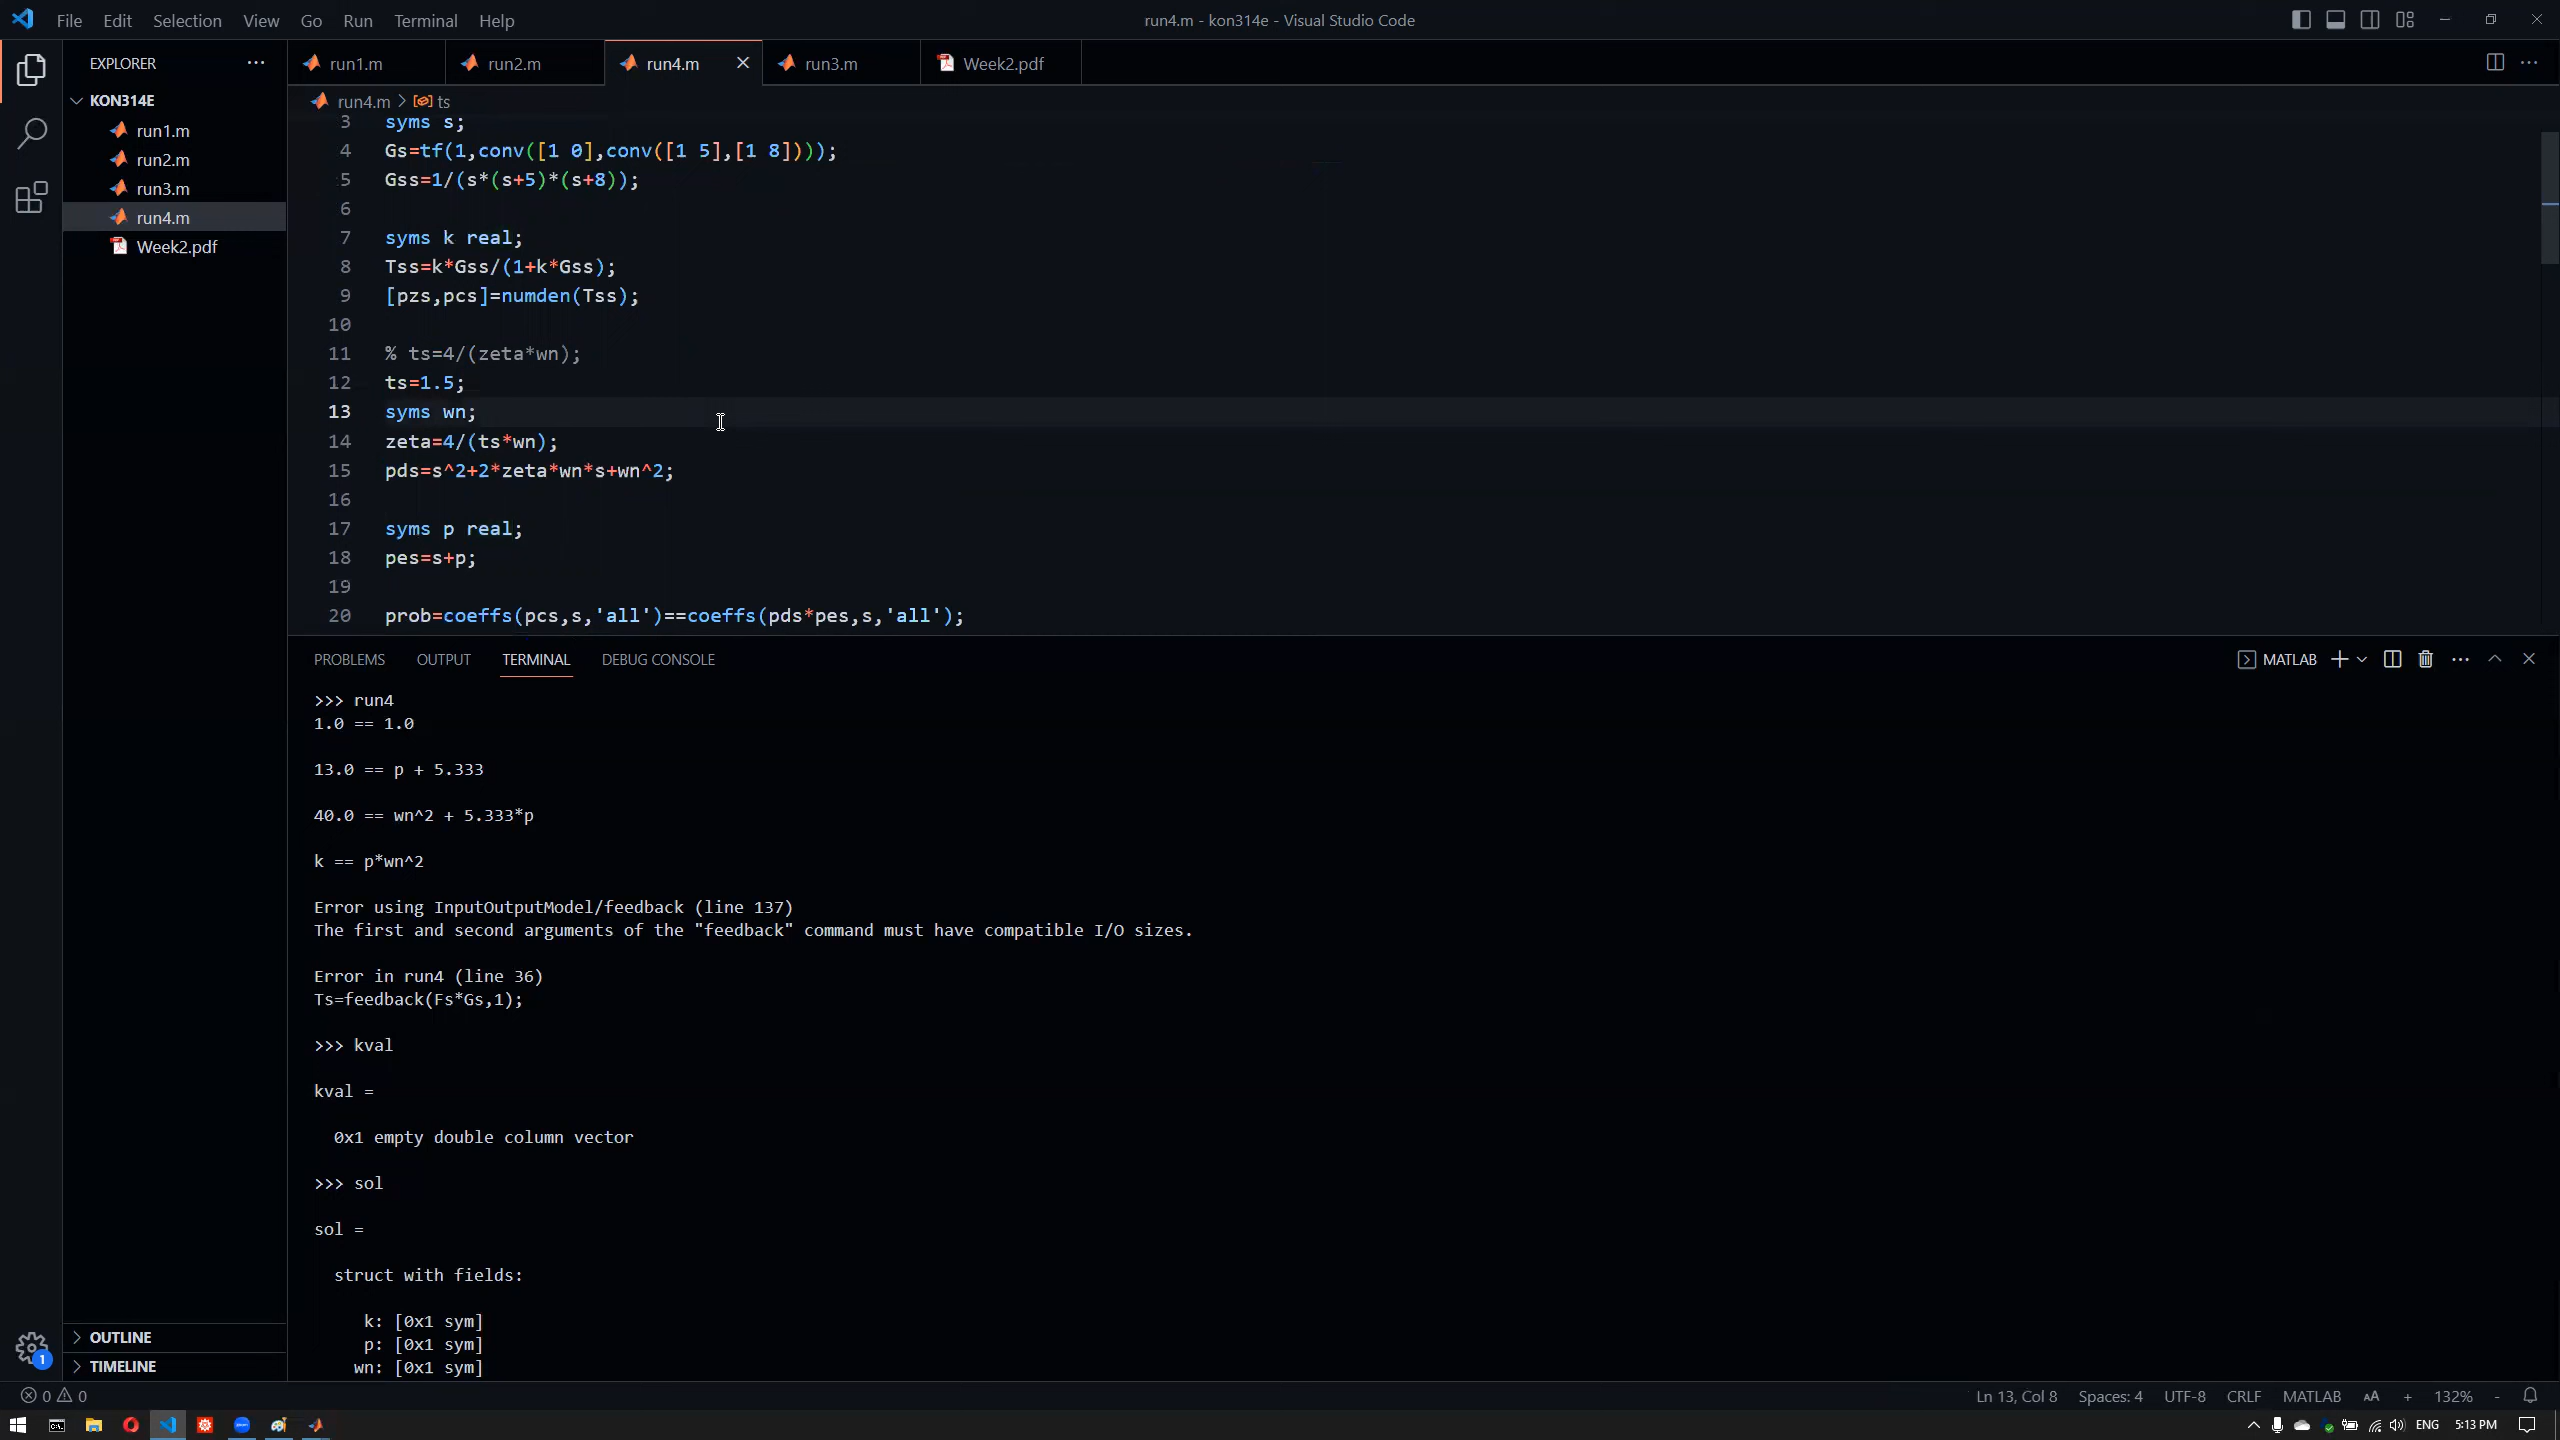 File Edit Selection View Go Run Terminal Help
run4.m - kon314e - Visual Studio Code
EXPLORER
run1.m run2.m run4.m run3.m Week2.pdf
KON314E
run1.m
run2.m
run3.m
run4.m
Week2.pdf
OUTLINE
TIMELINE
run4.m > ts
3 syms s;
4 Gs=tf(1,conv([1 0],conv([1 5],[1 8])));
5 Gss=1/(s*(s+5)*(s+8));
6
7 syms k real;
8 Tss=k*Gss/(1+k*Gss);
9 [pzs,pcs]=numden(Tss);
10
11 % ts=4/(zeta*wn);
12 ts=1.5;
13 syms wn;
14 zeta=4/(ts*wn);
15 pds=s^2+2*zeta*wn*s+wn^2;
16
17 syms p real;
18 pes=s+p;
19
20 prob=coeffs(pcs,s,'all')==coeffs(pds*pes,s,'all');
PROBLEMS OUTPUT TERMINAL DEBUG CONSOLE
MATLAB
>>> run4
1.0 == 1.0
13.0 == p + 5.333
40.0 == wn^2 + 5.333*p
k == p*wn^2
Error using InputOutputModel/feedback (line 137)
The first and second arguments of the "feedback" command must have compatible I/O sizes.
Error in run4 (line 36)
Ts=feedback(Fs*Gs,1);
>>> kval
kval =
0x1 empty double column vector
>>> sol
sol =
struct with fields:
k: [0x1 sym]
p: [0x1 sym]
wn: [0x1 sym]
1
0 0
Ln 13, Col 8 Spaces: 4 UTF-8 CRLF MATLAB AA + 132% -
ENG 5:13 PM